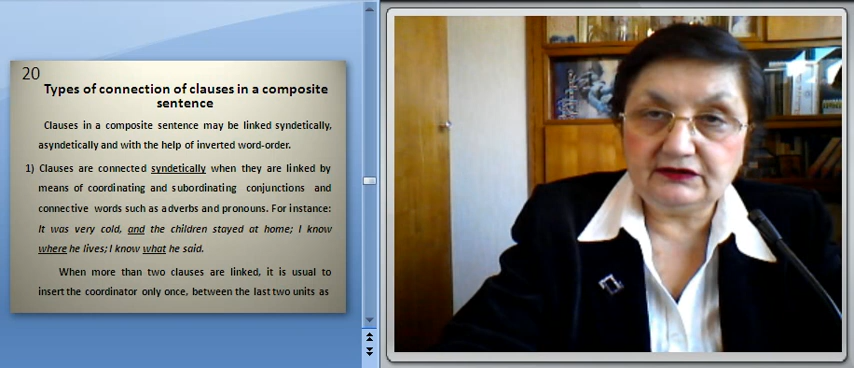 20
Types of connection of clauses in a composite
sentence
Clauses in a composite sentence may be linked syndetically,
asyndetically and with the help of inverted word-order.
1) Clauses are connected syndetically when they are linked by
means of coordinating and subordinating conjunctions and
connective words such as adverbs and pronouns. For instance:
It was very cold, and the children stayed at home; I know
where he lives; I know what he said.
When more than two clauses are linked, it is usual to
insert the coordinator only once, between the last two units as